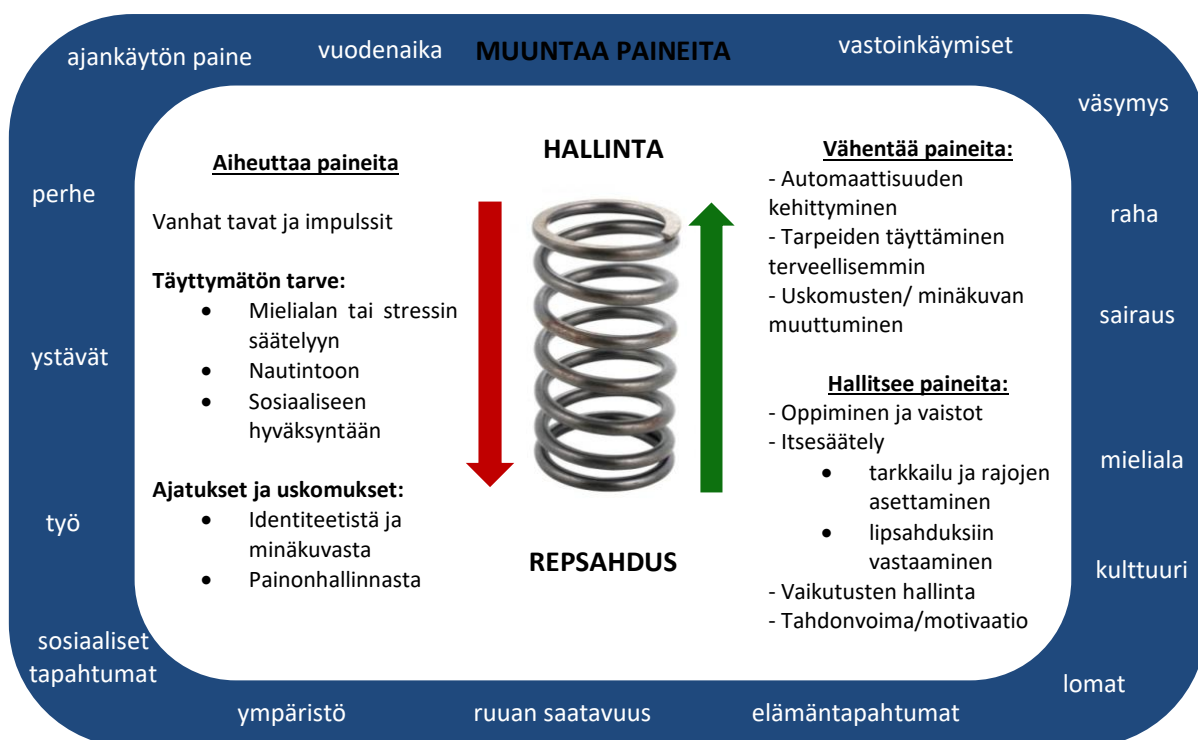 ajankäytön paine
vuodenaika
MUUNTAA PAINEITA
vastoinkäymiset
väsymys
perhe
raha
ystävät
sairaus
työ
mieliala
kulttuuri
sosiaaliset
tapahtumat
lomat
ympäristö
ruuan saatavuus
elämäntapahtumat
Aiheuttaa paineita
Vanhat tavat ja impulssit
Täyttymätön tarve:
• Mielialan tai stressin
säätelyyn
• Nautintoon
• Sosiaaliseen
hyväksyntään
Ajatukset ja uskomukset:
• Identiteetistä ja
minäkuvasta
• Painonhallinnasta
HALLINTA
REPSAHDUS
Vähentää paineita:
- Automaattisuuden
kehittyminen
- Tarpeiden täyttäminen
terveellisemmin
- Uskomusten/ minäkuvan
muuttuminen
Hallitsee paineita:
- Oppiminen ja vaistot
- Itsesäätely
• tarkkailu ja rajojen
asettaminen
• lipsahduksiin
vastaaminen
- Vaikutusten hallinta
- Tahdonvoima/motivaatio